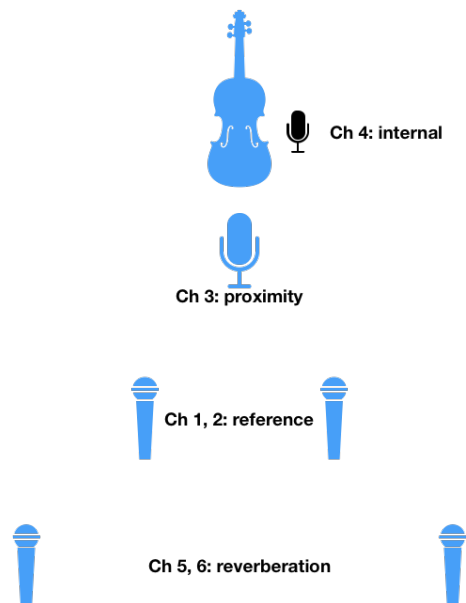 Ch 4: internal
Ch 3: proximity
Ch 1, 2: reference
Ch 5, 6: reverberation